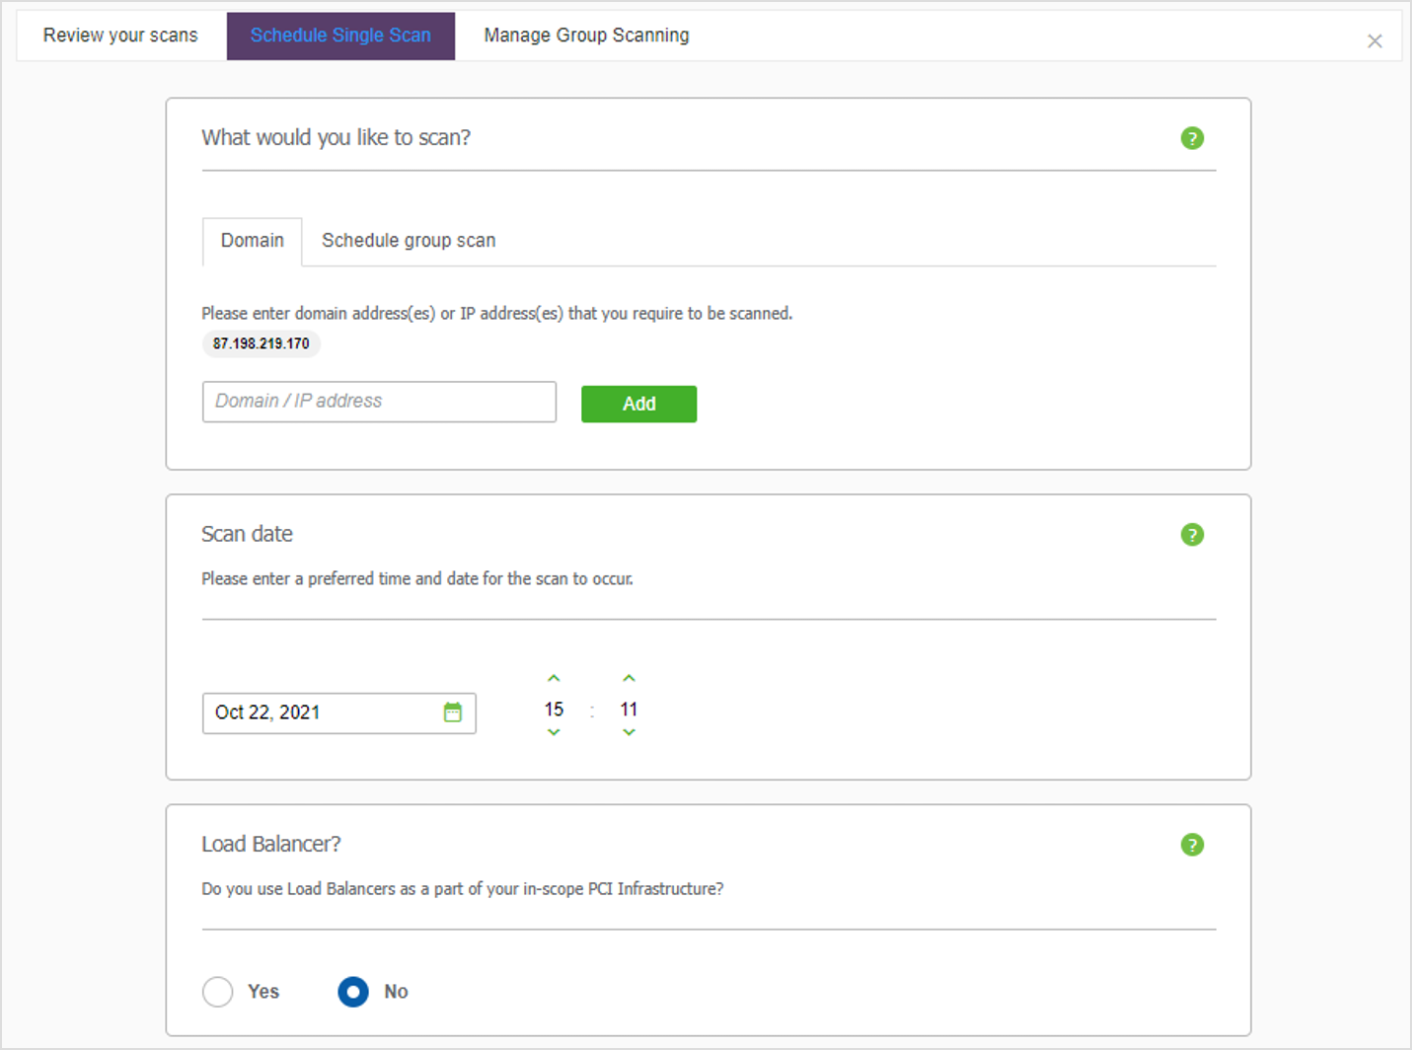 Review your scans Schedule Single Scan Manage Group Scanning
What would you like to scan?
?
Domain Schedule group scan
Please enter domain address(es) or IP address(es) that you require to be scanned.
87.198.219.170
Domain / IP address Add
Scan date
?
Please enter a preferred time and date for the scan to occur.
Oct 22, 2021 15 : 11
Load Balancer?
?
Do you use Load Balancers as a part of your in-scope PCI Infrastructure?
Yes No